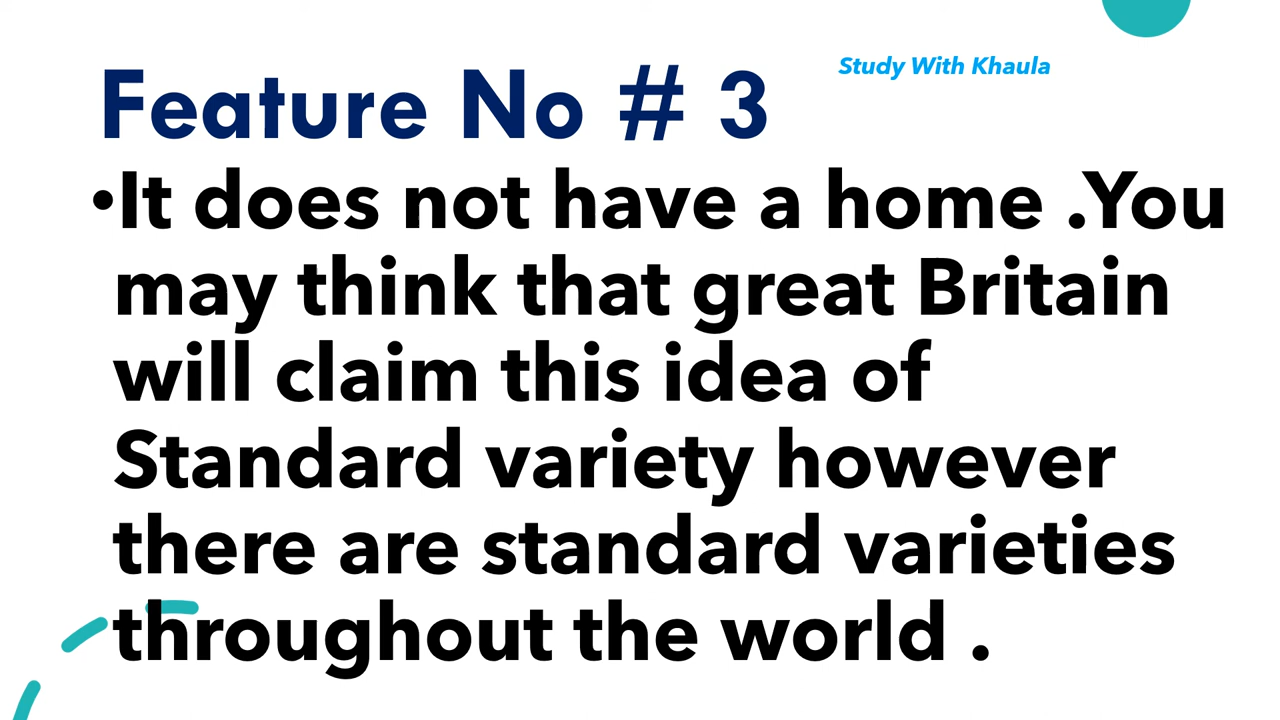 Study With Khaula
Feature No # 3
•It does not have a home .You
may think that great Britain
will claim this idea of
Standard variety however
there are standard varieties
throughout the world .